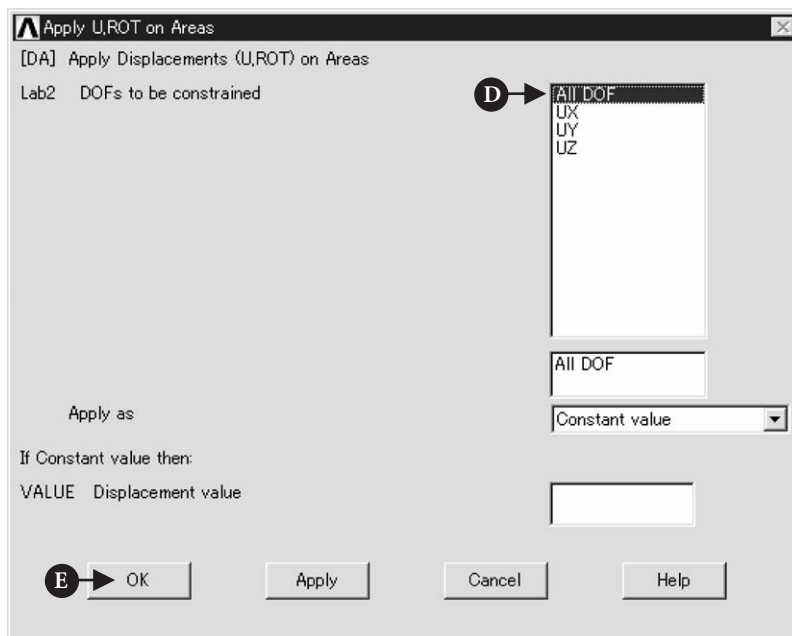 Apply U,ROT on Areas
[DA] Apply Displacements (U,ROT) on Areas
Lab2 DOFs to be constrained
D
All DOF
UX
UY
UZ
All DOF
Apply as
Constant value
If Constant value then:
VALUE Displacement value
E
OK
Apply
Cancel
Help